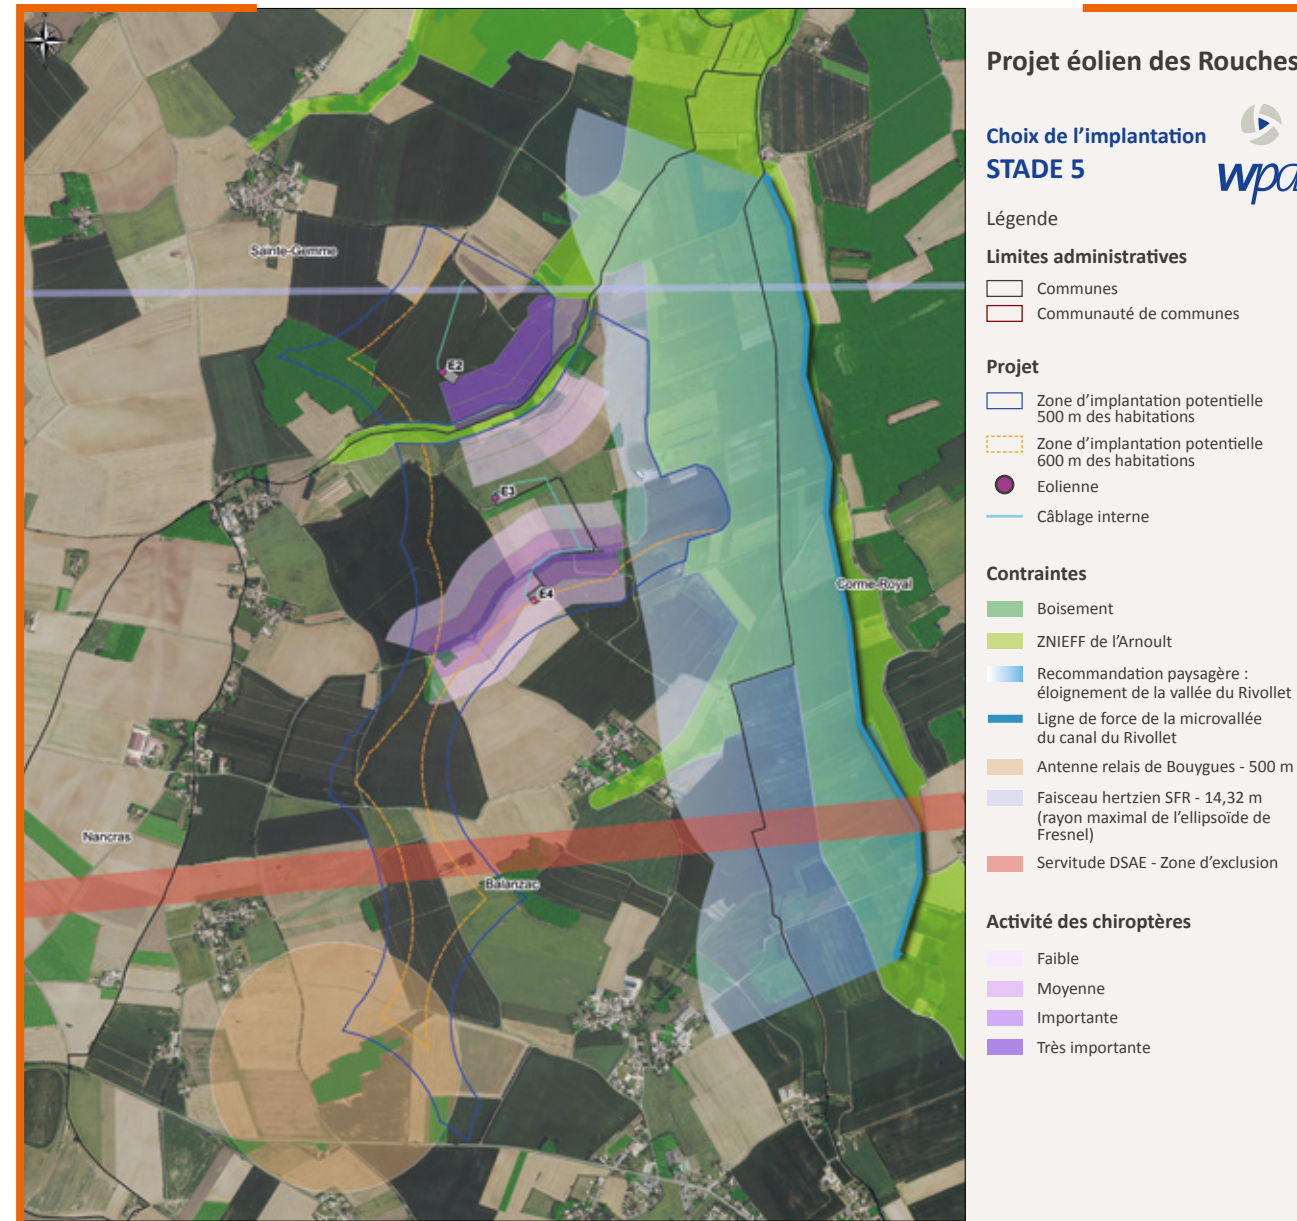 Projet éolien des Rouches
Choix de l’implantation
STADE 5
wpd
Légende
Limites administratives
Communes
Communauté de communes
Projet
Zone d’implantation potentielle
500 m des habitations
Zone d’implantation potentielle
600 m des habitations
Eolienne
Câblage interne
Contraintes
Boisement
ZNIEFF de l’Arnoult
Recommandation paysagère :
éloignement de la vallée du Rivollet
Ligne de force de la microvallée
du canal du Rivollet
Antenne relais de Bouygues - 500 m
Faisceau hertzien SFR - 14,32 m
(rayon maximal de l’ellipsoïde de
Fresnel)
Servitude DSAE - Zone d’exclusion
Activité des chiroptères
Faible
Moyenne
Importante
Très importante
Sainte-Gemme
E2
E3
E4
Corme-Royal
Nancras
Balanzac